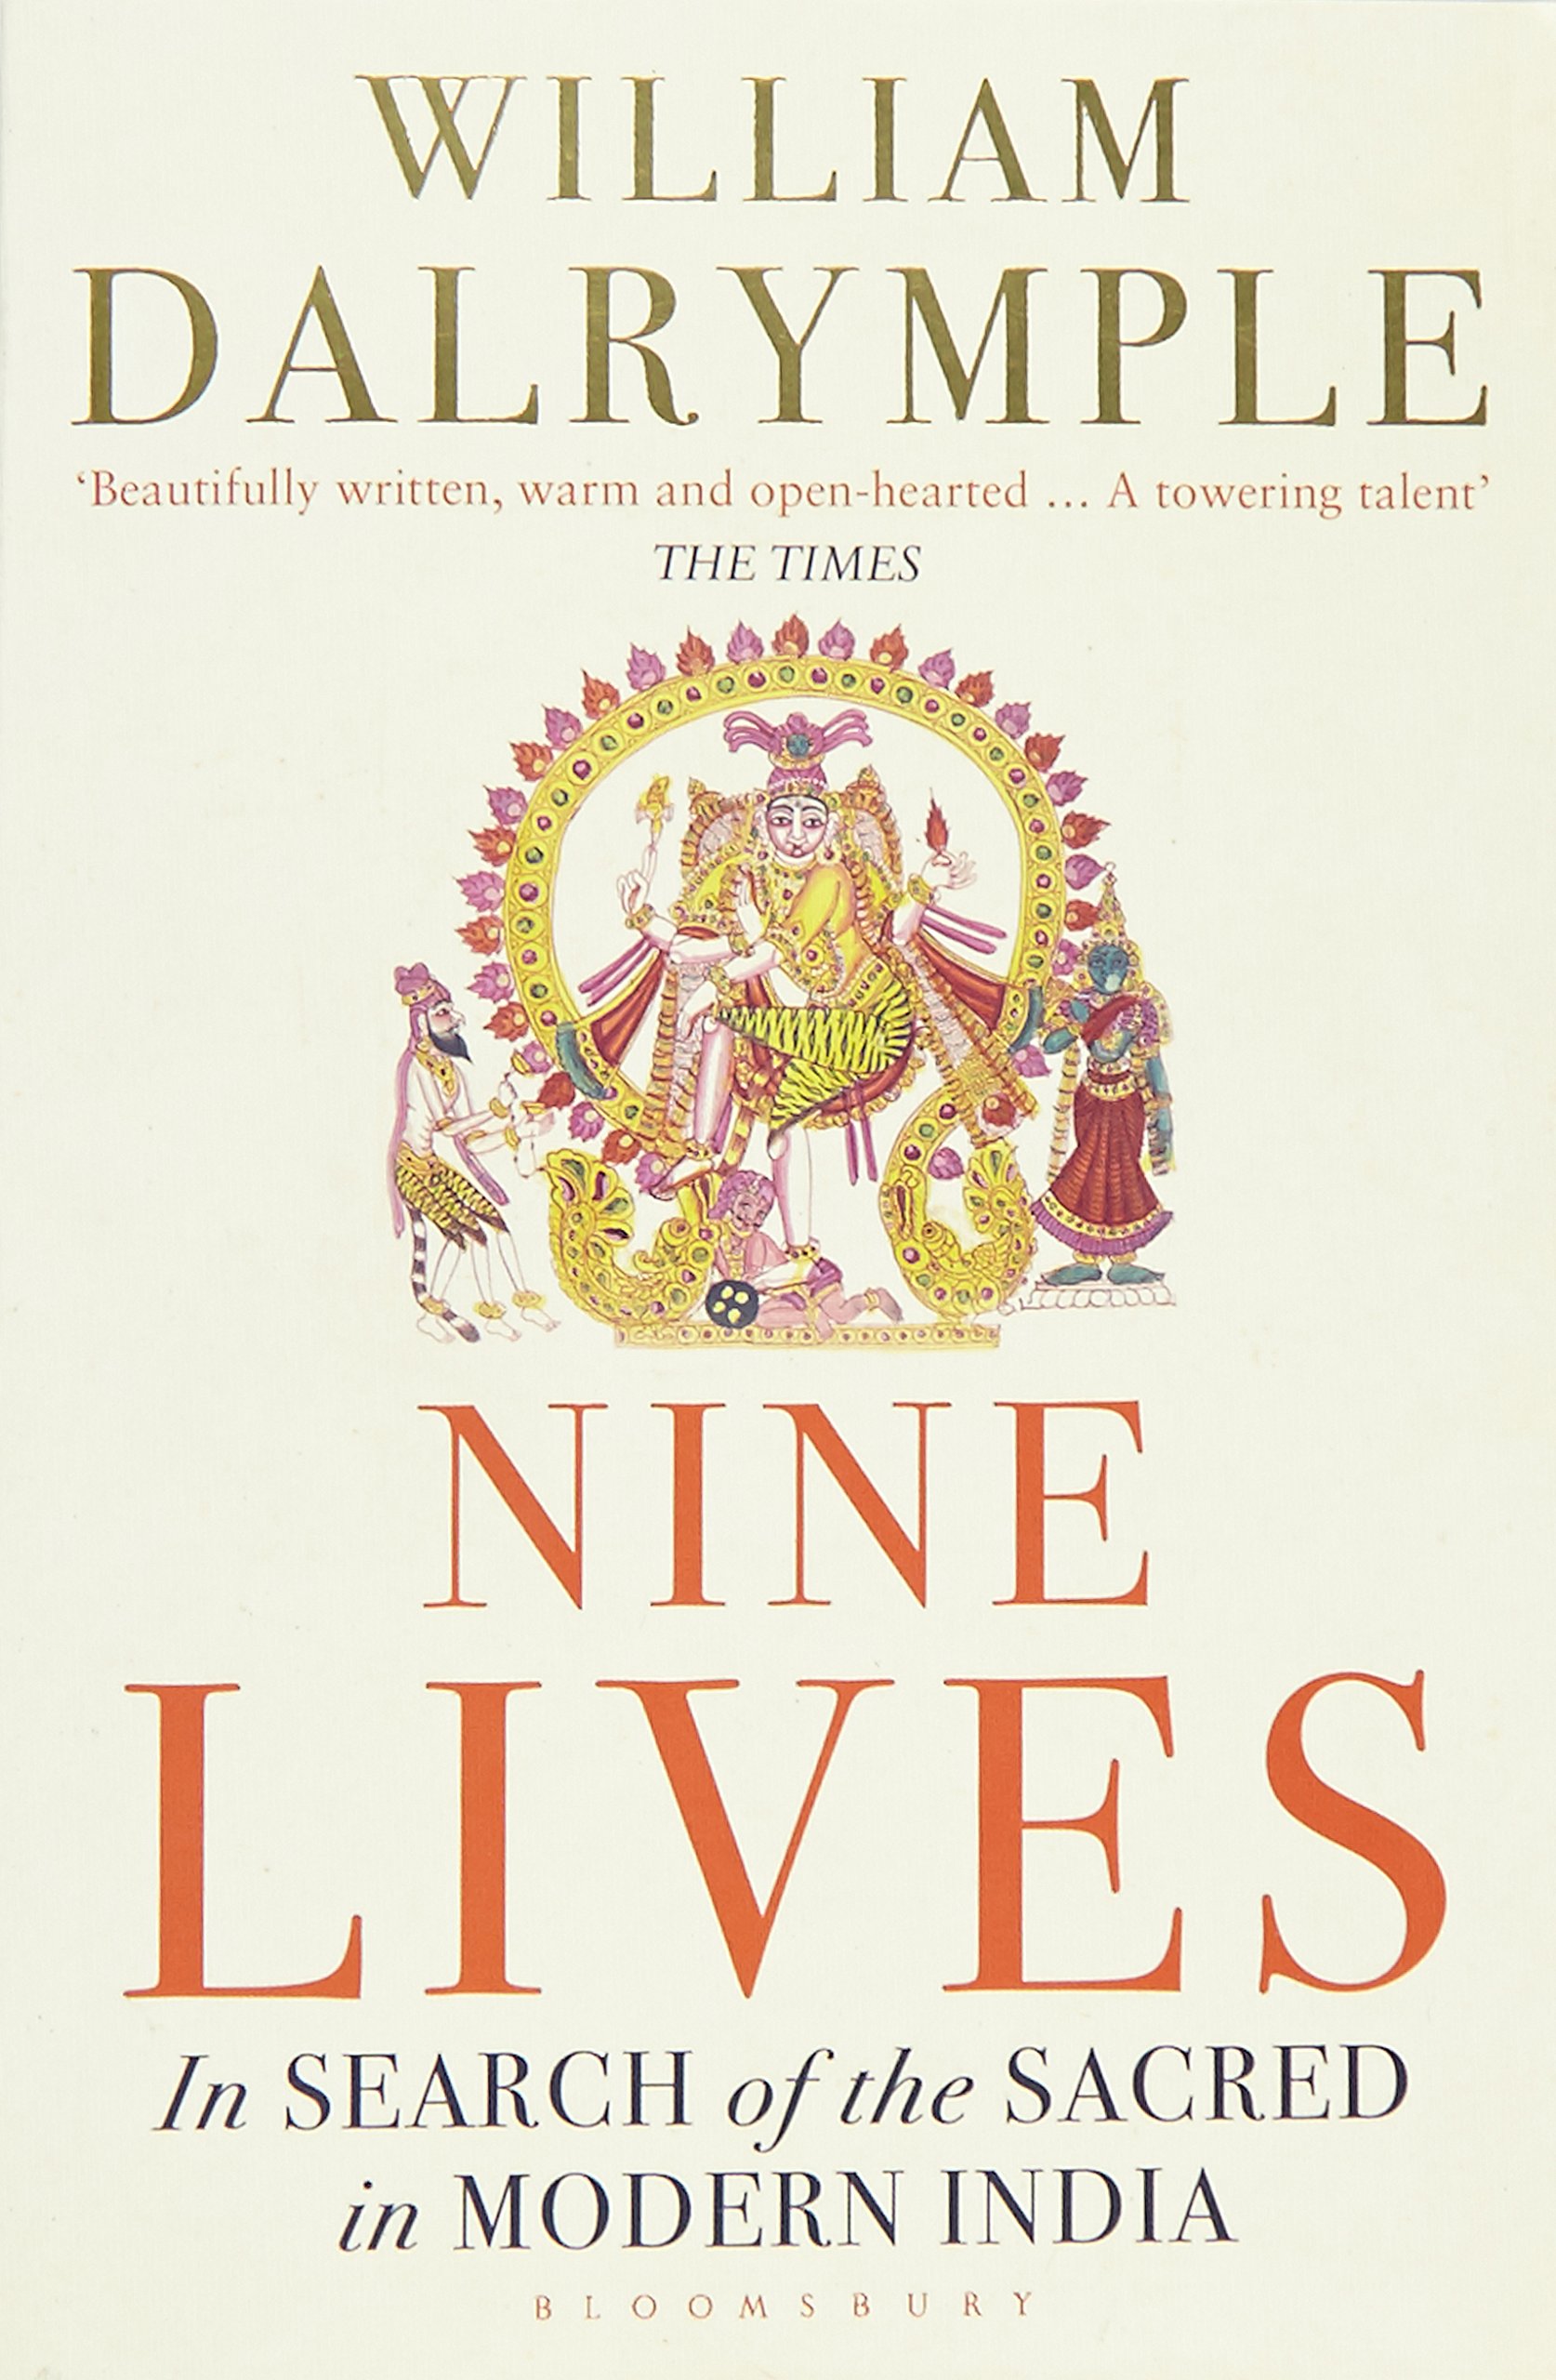 WILLIAM
DALRYMPLE
‘Beautifully written, warm and open-hearted ... A towering talent’
THE TIMES
NINE
LIVES
In SEARCH of the SACRED
in MODERN INDIA
BLOOMSBURY